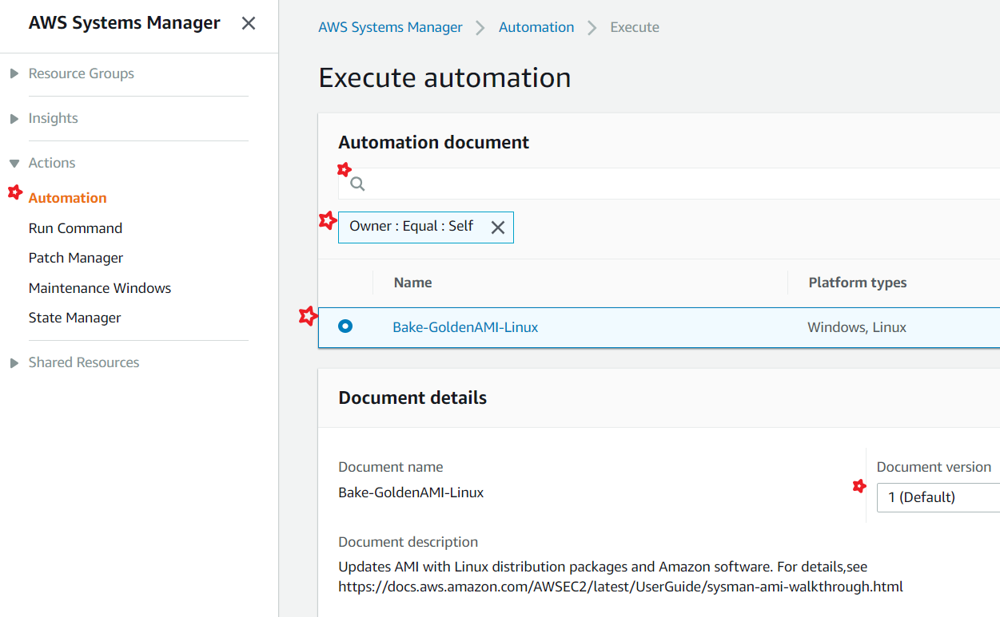 AWS Systems Manager
Resource Groups
Insights
Actions
Automation
Run Command
Patch Manager
Maintenance Windows
State Manager
Shared Resources
AWS Systems Manager > Automation > Execute
Execute automation
Automation document
Owner : Equal : Self
Name Platform types
Bake-GoldenAMI-Linux Windows, Linux
Document details
Document name Document version
Bake-GoldenAMI-Linux 1 (Default)
Document description
Updates AMI with Linux distribution packages and Amazon software. For details,see
https://docs.aws.amazon.com/AWSEC2/latest/UserGuide/sysman-ami-walkthrough.html